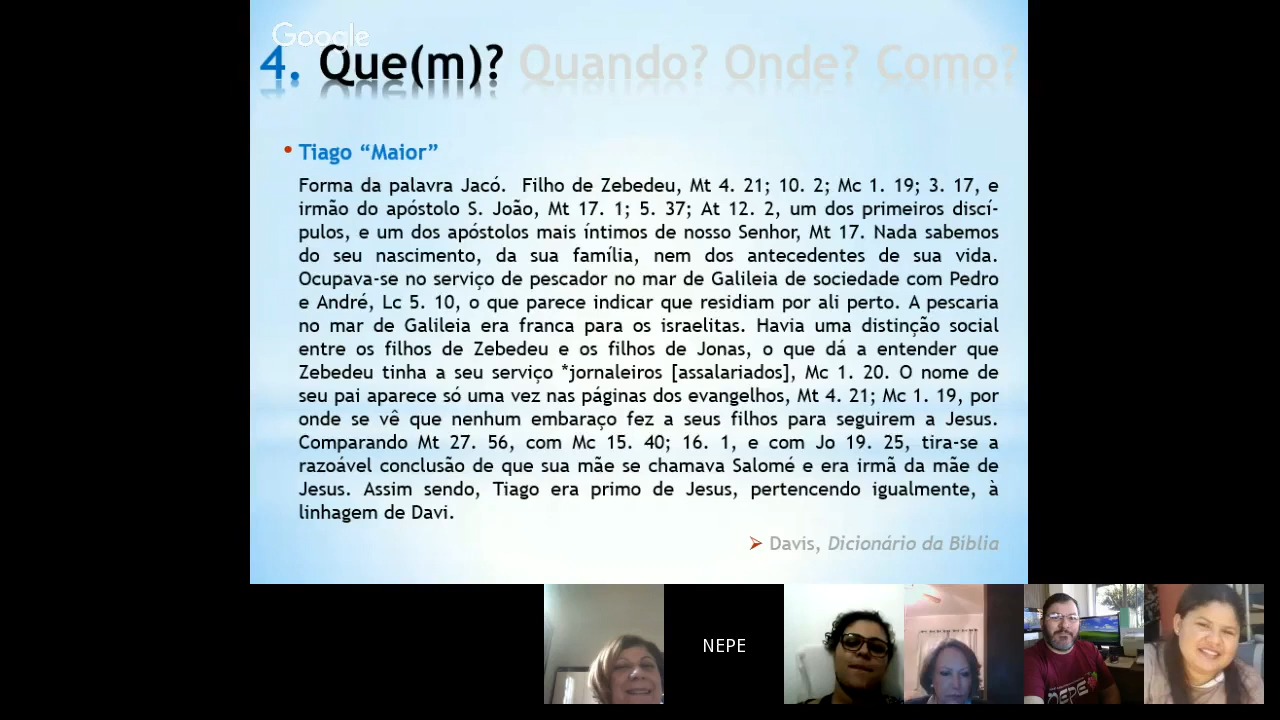 Google
4. Que(m)? Quando? Onde? Como?
• Tiago “Maior”
Forma da palavra Jacó. Filho de Zebedeu, Mt 4. 21; 10. 2; Mc 1. 19; 3. 17, e
irmão do apóstolo S. João, Mt 17. 1; 5. 37; At 12. 2, um dos primeiros discí-
pulos, e um dos apóstolos mais íntimos de nosso Senhor, Mt 17. Nada sabemos
do seu nascimento, da sua família, nem dos antecedentes de sua vida.
Ocupava-se no serviço de pescador no mar de Galileia de sociedade com Pedro
e André, Lc 5. 10, o que parece indicar que residiam por ali perto. A pescaria
no mar de Galileia era franca para os israelitas. Havia uma distinção social
entre os filhos de Zebedeu e os filhos de Jonas, o que dá a entender que
Zebedeu tinha a seu serviço *jornaleiros [assalariados], Mc 1. 20. O nome de
seu pai aparece só uma vez nas páginas dos evangelhos, Mt 4. 21; Mc 1. 19, por
onde se vê que nenhum embaraço fez a seus filhos para seguirem a Jesus.
Comparando Mt 27. 56, com Mc 15. 40; 16. 1, e com Jo 19. 25, tira-se a
razoável conclusão de que sua mãe se chamava Salomé e era irmã da mãe de
Jesus. Assim sendo, Tiago era primo de Jesus, pertencendo igualmente, à
linhagem de Davi.
Davis, Dicionário da Bíblia
NEPE
NEPE